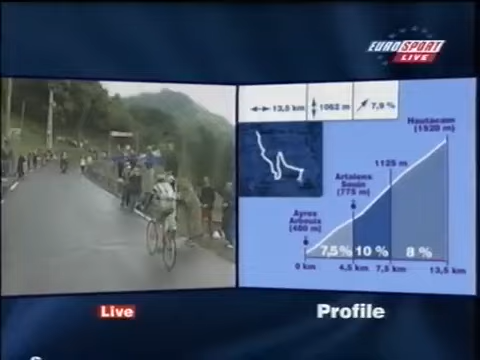 EUROSPORT
LIVE
13,5 km
1062 m
7,9 %
Hautacam
(1520 m)
1125 m
Artalens
Souin
(775 m)
Ayros
Arbouix
(460 m)
7,5 % 10 % 8 %
0 km 4,5 km 7,5 km 13,5 km
Live Profile